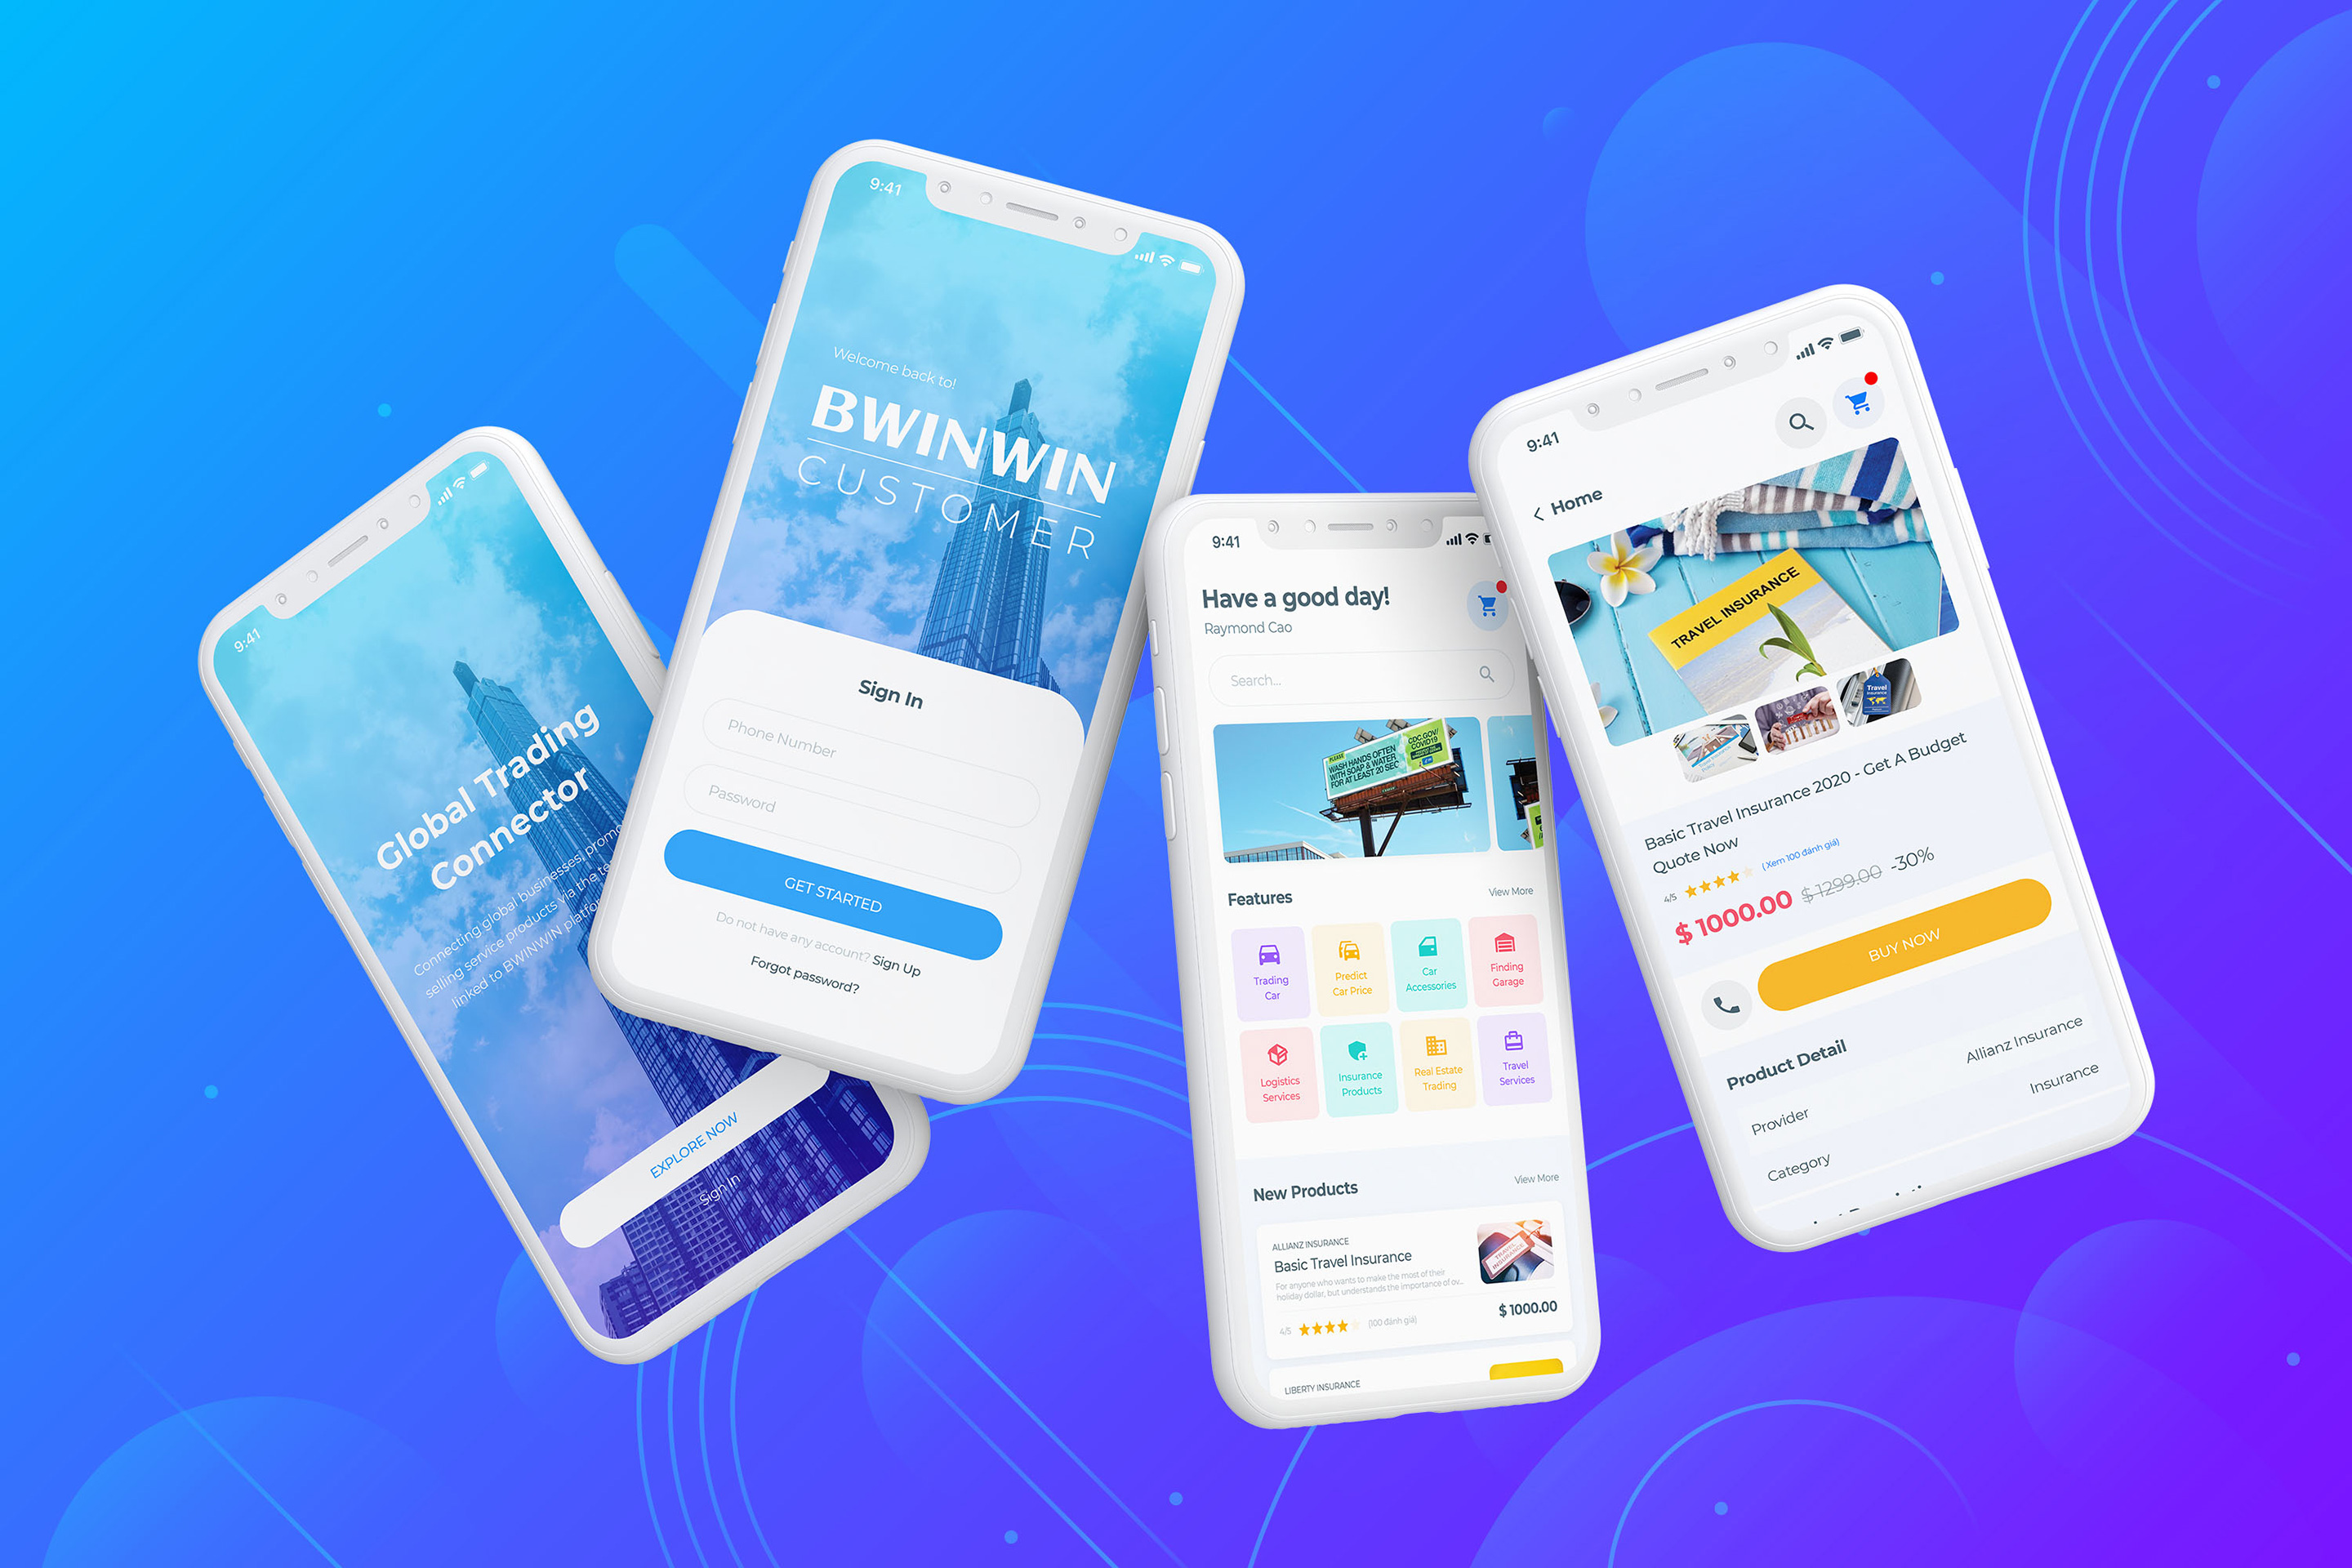 9:41
Global Trading
Connector
Connecting global businesses, promo
selling service products via the
linked to BWINWIN
EXPLORE NOW
Sign In
9:41
Welcome back to!
BWINWIN
CUSTOMER
Sign In
Phone Number
Password
GET STARTED
Do not have any account? Sign Up
Forgot password?
9:41
Have a good day!
Raymond Cao
Search...
PLEASE
WASH HANDS OFTEN
WITH SOAP & WATER
FOR AT LEAST 20 SEC
CDC.GOV/
COVID19
Features
View More
Trading
Car
Predict
Car Price
Car
Accessories
Finding
Garage
Logistics
Services
Insurance
Products
Real Estate
Trading
Travel
Services
New Products
View More
ALLIANZ INSURANCE
Basic Travel Insurance
For anyone who wants to make the most of their
holiday dollar, but understands the importance of ov...
TRAVEL
INSURANCE
4/5
(100 đánh giá)
$ 1000.00
LIBERTY INSURANCE
9:41
Home
TRAVEL INSURANCE
Travel
Insurance
Basic Travel Insurance 2020 - Get A Budget
Quote Now
4/5
( Xem 100 đánh giá)
$ 1000.00 $ 1299.00 -30%
BUY NOW
Product Detail
Provider
Allianz Insurance
Category
Insurance